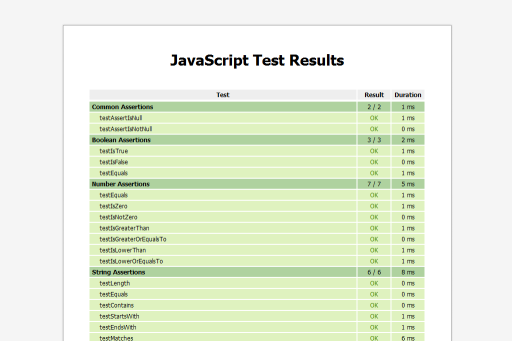 JavaScript Test Results
Test Result Duration
Common Assertions 2 / 2 1 ms
testAssertIsNull OK 1 ms
testAssertIsNotNull OK 0 ms
Boolean Assertions 3 / 3 2 ms
testIsTrue OK 1 ms
testIsFalse OK 0 ms
testEquals OK 1 ms
Number Assertions 7 / 7 5 ms
testEquals OK 1 ms
testIsZero OK 1 ms
testIsNotZero OK 0 ms
testIsGreaterThan OK 1 ms
testIsGreaterOrEqualsTo OK 0 ms
testIsLowerThan OK 1 ms
testIsLowerOrEqualsTo OK 1 ms
String Assertions 6 / 6 8 ms
testLength OK 0 ms
testEquals OK 0 ms
testContains OK 0 ms
testStartsWith OK 1 ms
testEndsWith OK 1 ms
testMatches OK 6 ms